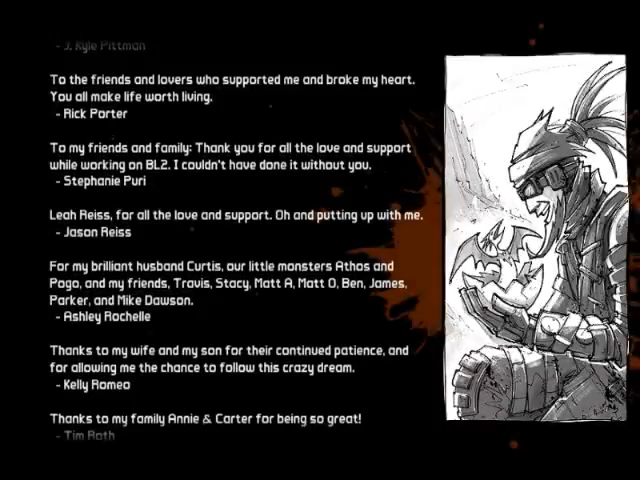 - J. Kyle Pittman
To the friends and lovers who supported me and broke my heart.
You all make life worth living.
- Rick Porter
To my friends and family: Thank you for all the love and support
while working on BL2. I couldn't have done it without you.
- Stephanie Puri
Leah Reiss, for all the love and support. Oh and putting up with me.
- Jason Reiss
For my brilliant husband Curtis, our little monsters Athos and
Pogo, and my friends, Travis, Stacy, Matt A, Matt O, Ben, James,
Parker, and Mike Dawson.
- Ashley Rochelle
Thanks to my wife and my son for their continued patience, and
for allowing me the chance to follow this crazy dream.
- Kelly Romeo
Thanks to my family Annie & Carter for being so great!
- Tim Roth